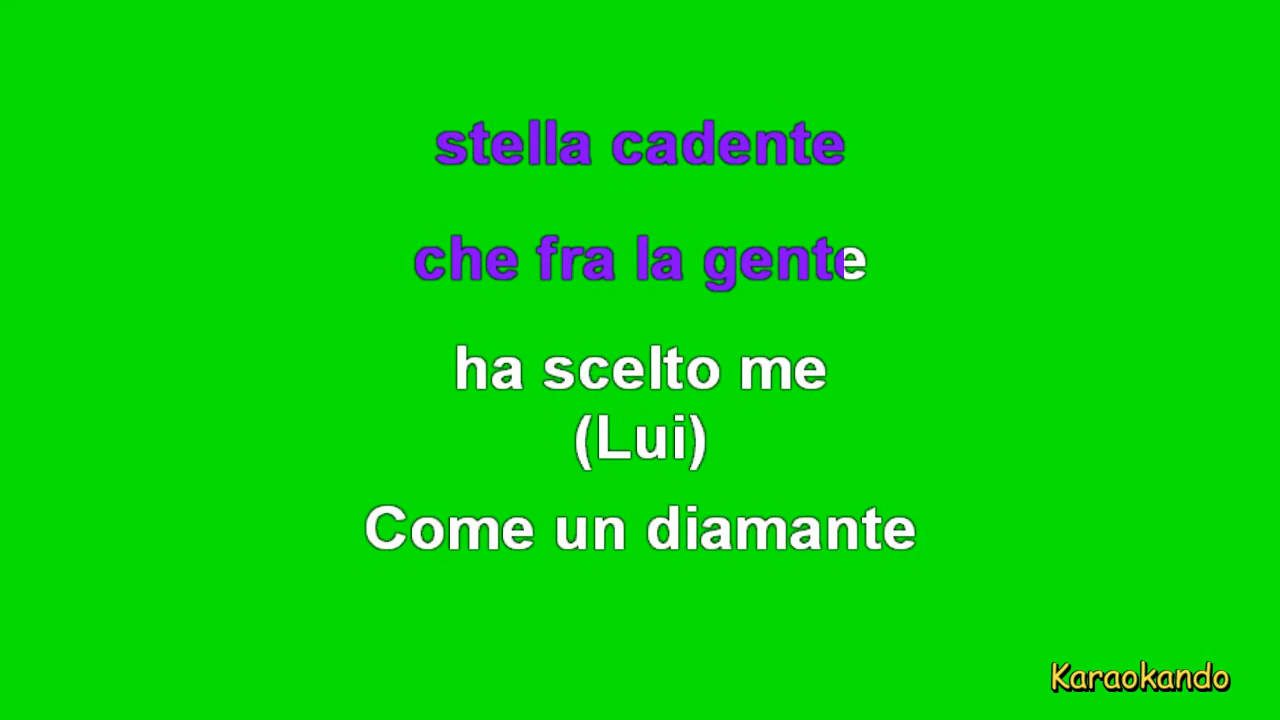 stella cadente
che fra la gente
ha scelto me
(Lui)
Come un diamante
Karaokando